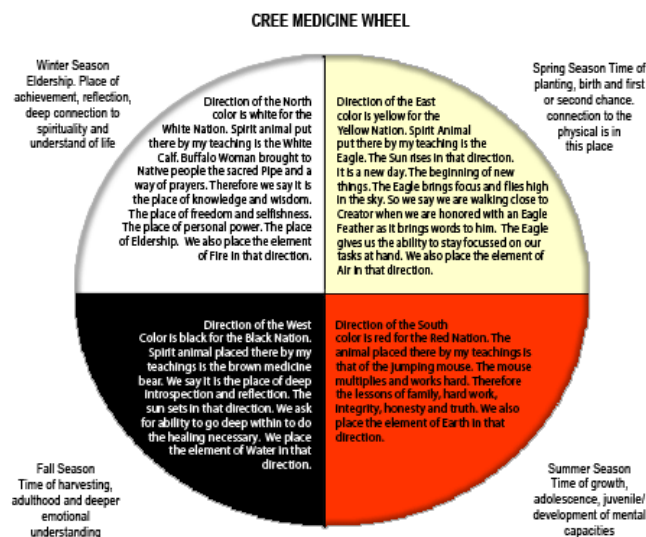 CREE MEDICINE WHEEL
Winter Season
Eldership. Place of
achievement, reflection,
deep connection to
spirituality and
understand of life
Direction of the North
color is white for the
White Nation. Spirit animal put
there by my teaching is the White
Calf. Buffalo Woman brought to
Native people the sacred Pipe and a
way of prayers. Therefore we say it is
the place of knowledge and wisdom.
The place of freedom and selfishness.
The place of personal power. The place
of Eldership. We also place the element
of Fire in that direction.
Direction of the East
color is yellow for the
Yellow Nation. Spirit Animal
put there by my teaching is the
Eagle. The Sun rises in that direction.
It is a new day. The beginning of new
things. The Eagle brings focus and flies high
in the sky. So we say we are walking close to
Creator when we are honored with an Eagle
Feather as it brings words to him. The Eagle
gives us the ability to stay focussed on our
tasks at hand. We also place the element of
Air in that direction.
Spring Season Time of
planting, birth and first
or second chance.
connection to the
physical is in
this place
Direction of the West
Color is black for the Black Nation.
Spirit animal placed there by my
teachings is the brown medicine
bear. We say it is the place of deep
introspection and reflection. The
sun sets in that direction. We ask
for ability to go deep within to do
the healing necessary. We place
the element of Water in that
direction.
Direction of the South
color is red for the Red Nation. The
animal placed there by my teachings is
that of the jumping mouse. The mouse
multiplies and works hard. Therefore
the lessons of family, hard work,
integrity, honesty and truth. We also
place the element of Earth in that
direction.
Fall Season
Time of harvesting,
adulthood and deeper
emotional
understanding
Summer Season
Time of growth,
adolescence, juvenile/
development of mental
capacities